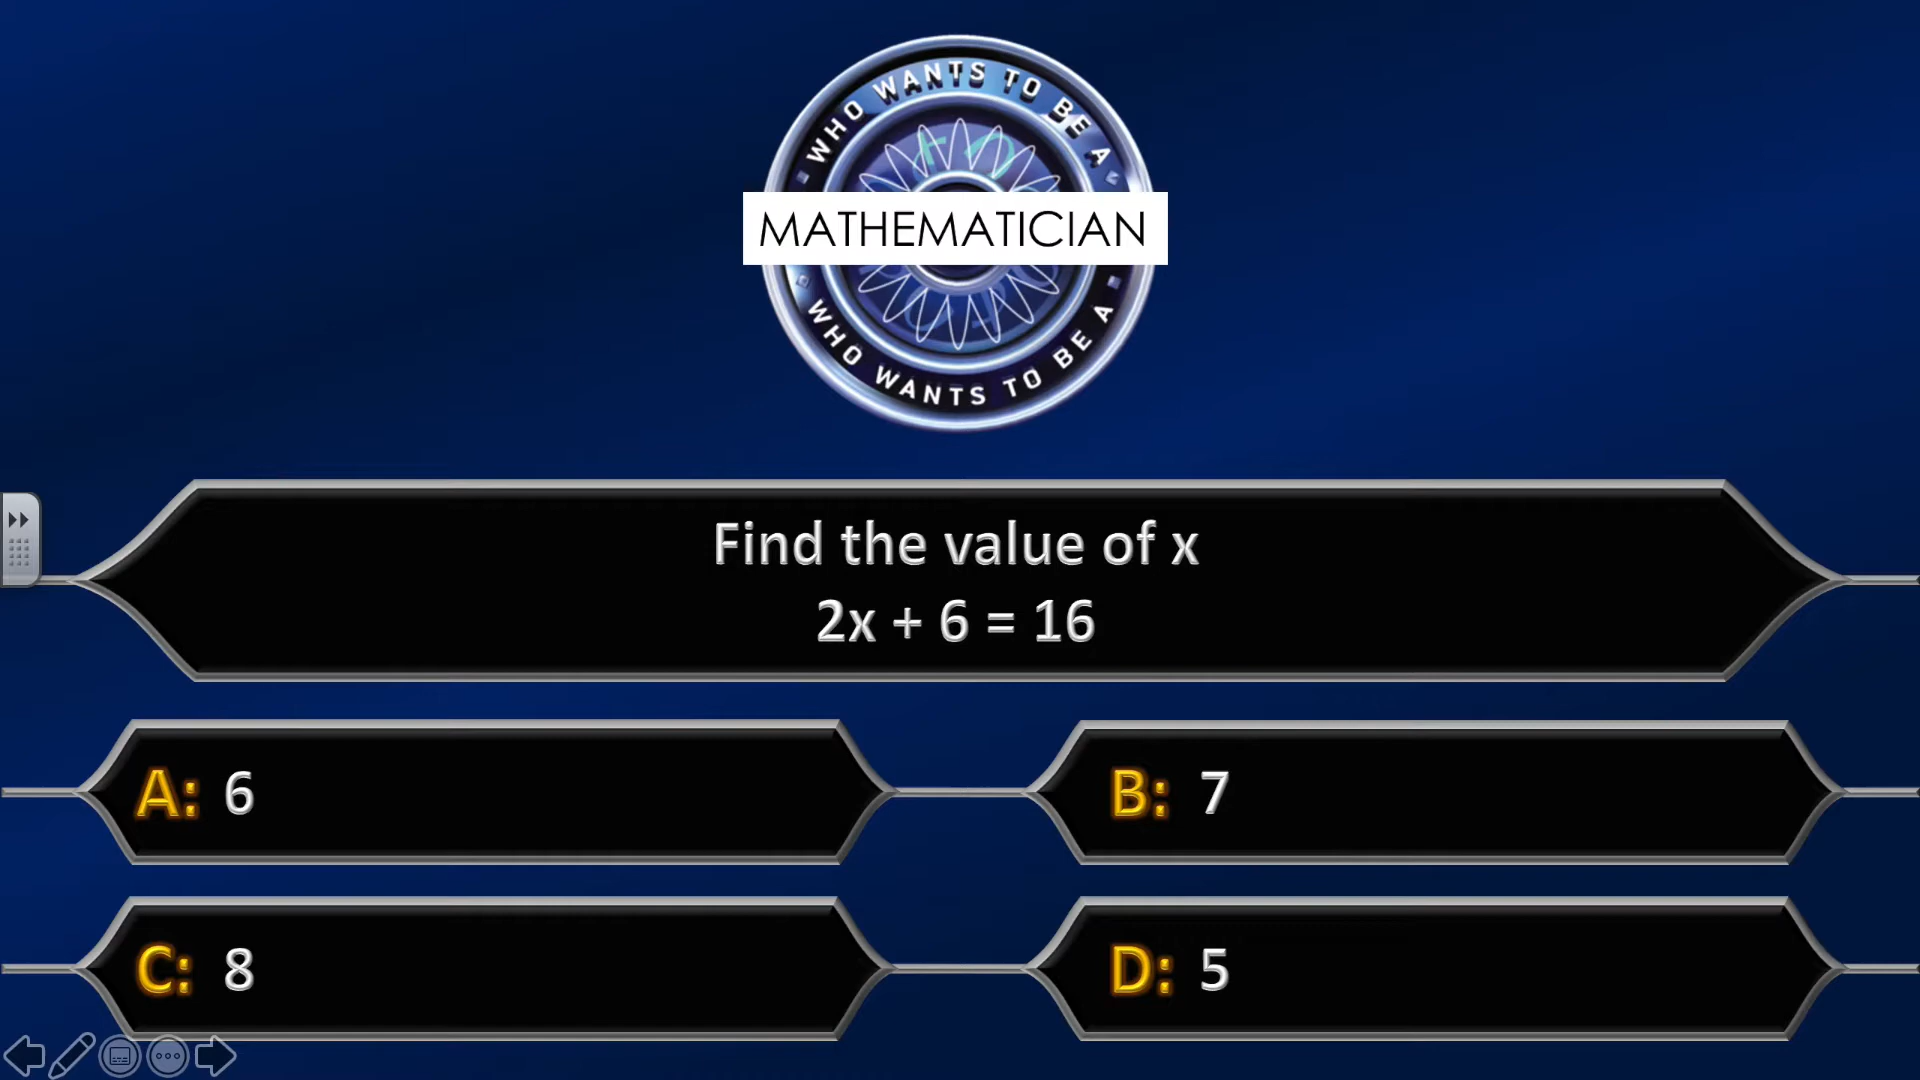 WHO WANTS TO BE A
MATHEMATICIAN
WHO WANTS TO BE A
Find the value of x
2x + 6 = 16
A: 6
B: 7
C: 8
D: 5